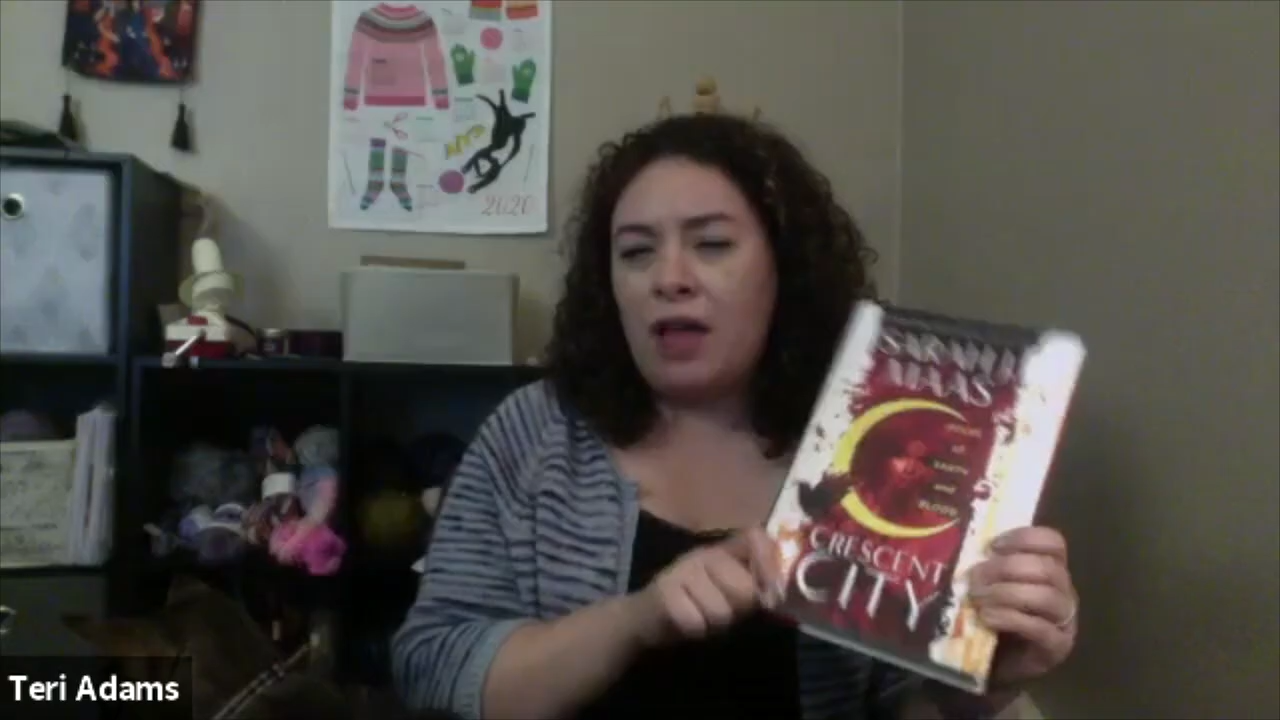 2020
SARAH J.
MAAS
HOUSE
OF
EARTH
AND
BLOOD
CRESCENT
CITY
Teri Adams